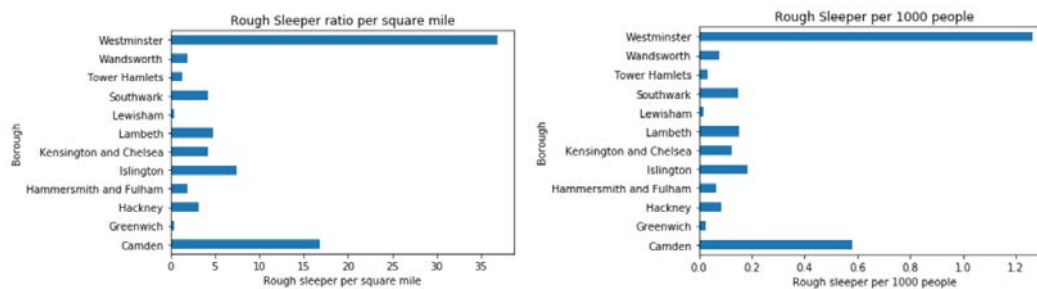 Rough Sleeper ratio per square mile
Borough
Westminster
Wandsworth
Tower Hamlets
Southwark
Lewisham
Lambeth
Kensington and Chelsea
Islington
Hammersmith and Fulham
Hackney
Greenwich
Camden
0 5 10 15 20 25 30 35
Rough sleeper per square mile
Rough Sleeper per 1000 people
Borough
Westminster
Wandsworth
Tower Hamlets
Southwark
Lewisham
Lambeth
Kensington and Chelsea
Islington
Hammersmith and Fulham
Hackney
Greenwich
Camden
0.0 0.2 0.4 0.6 0.8 1.0 1.2
Rough sleeper per 1000 people